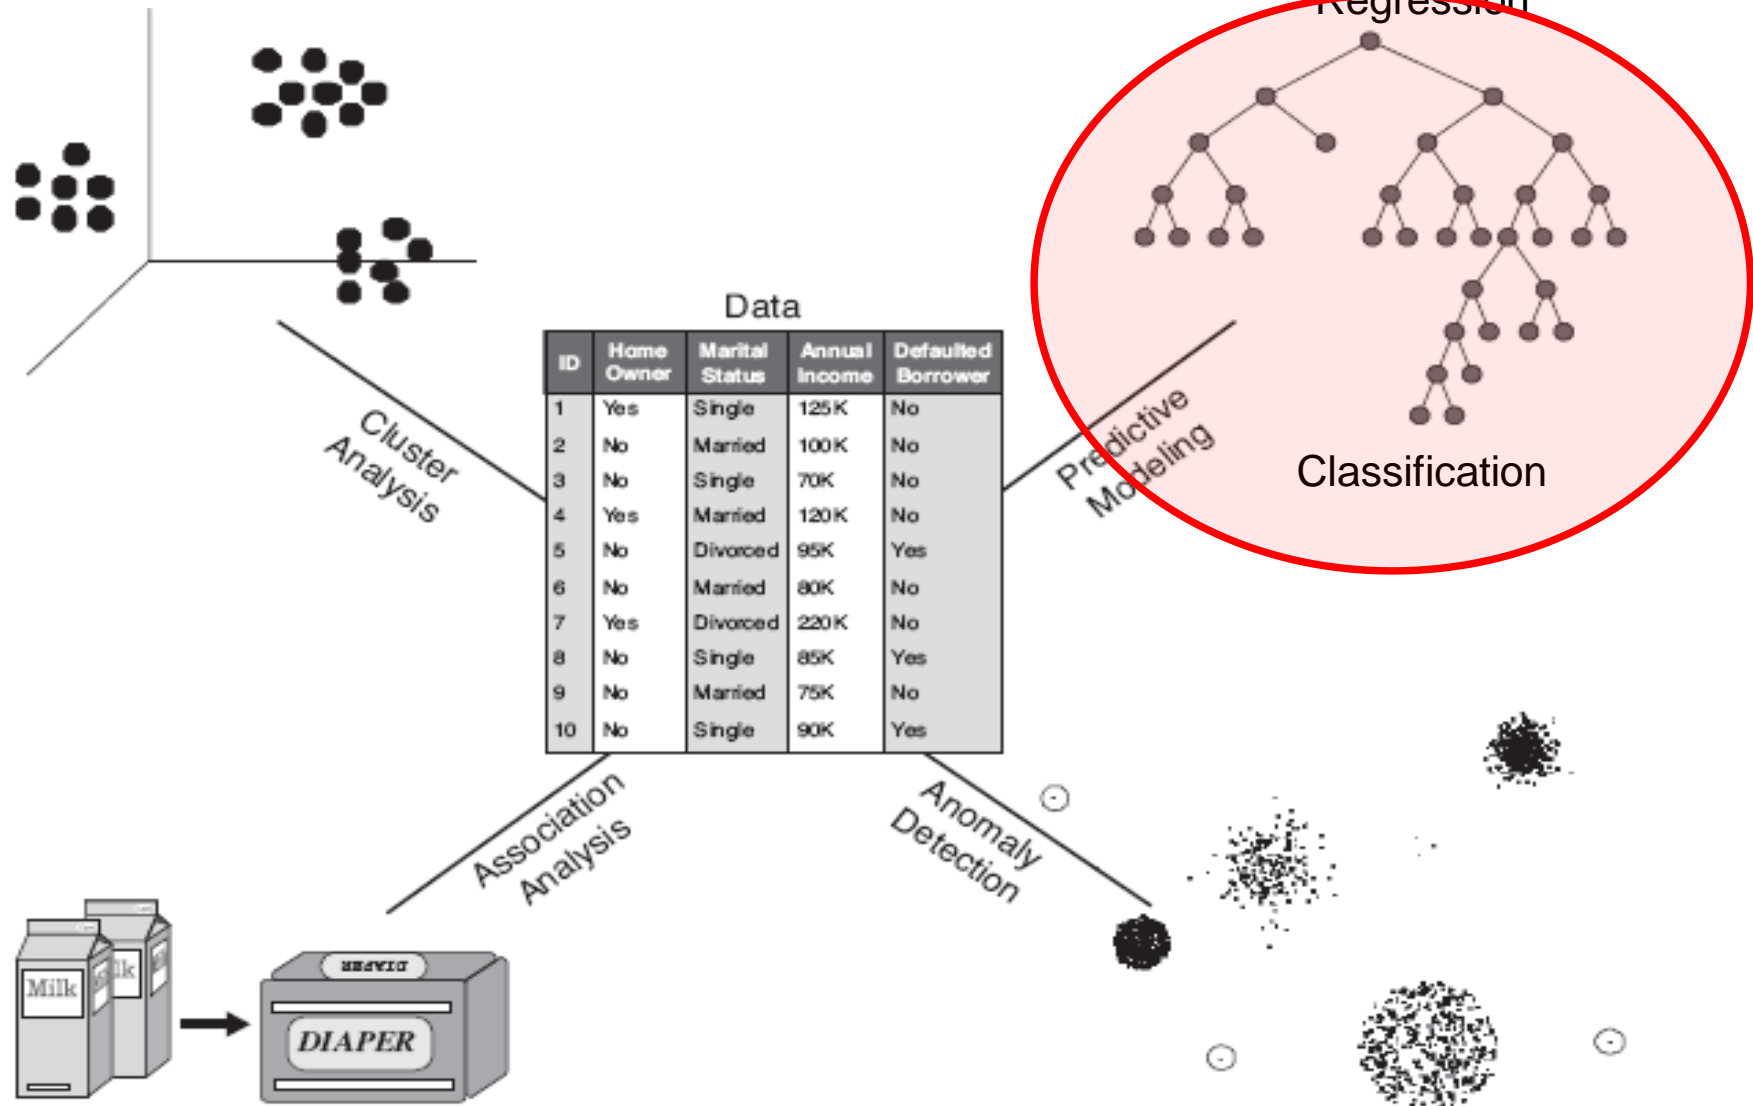 Regression
Data
ID Home Owner Marital Status Annual Income Defaulted Borrower
1 Yes Single 125K No
2 No Married 100K No
3 No Single 70K No
4 Yes Married 120K No
5 No Divorced 95K Yes
6 No Married 80K No
7 Yes Divorced 220K No
8 No Single 85K Yes
9 No Married 75K No
10 No Single 90K Yes
Cluster
Analysis
Predictive
Modeling
Classification
Association
Analysis
Anomaly
Detection
DIAPER
Milk
lk
DIAPER